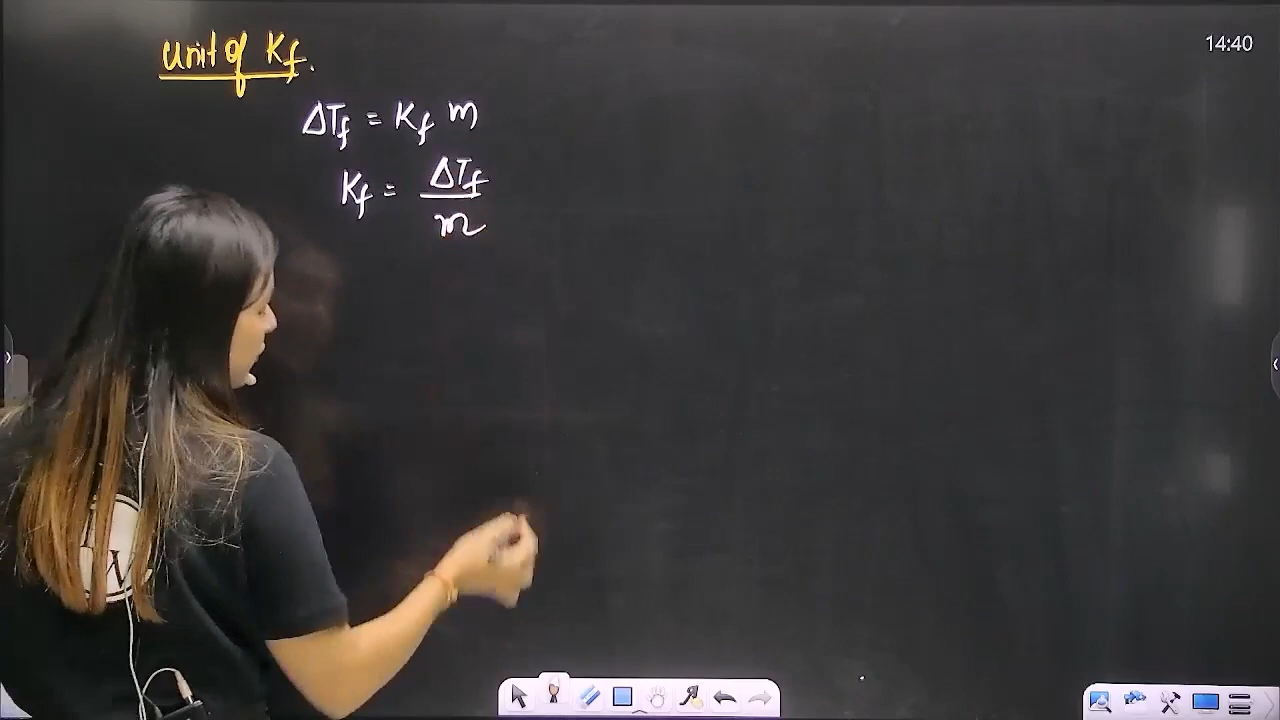 Unit of Kf.
14:40
ΔTf = Kf m
Kf = ΔTf / m